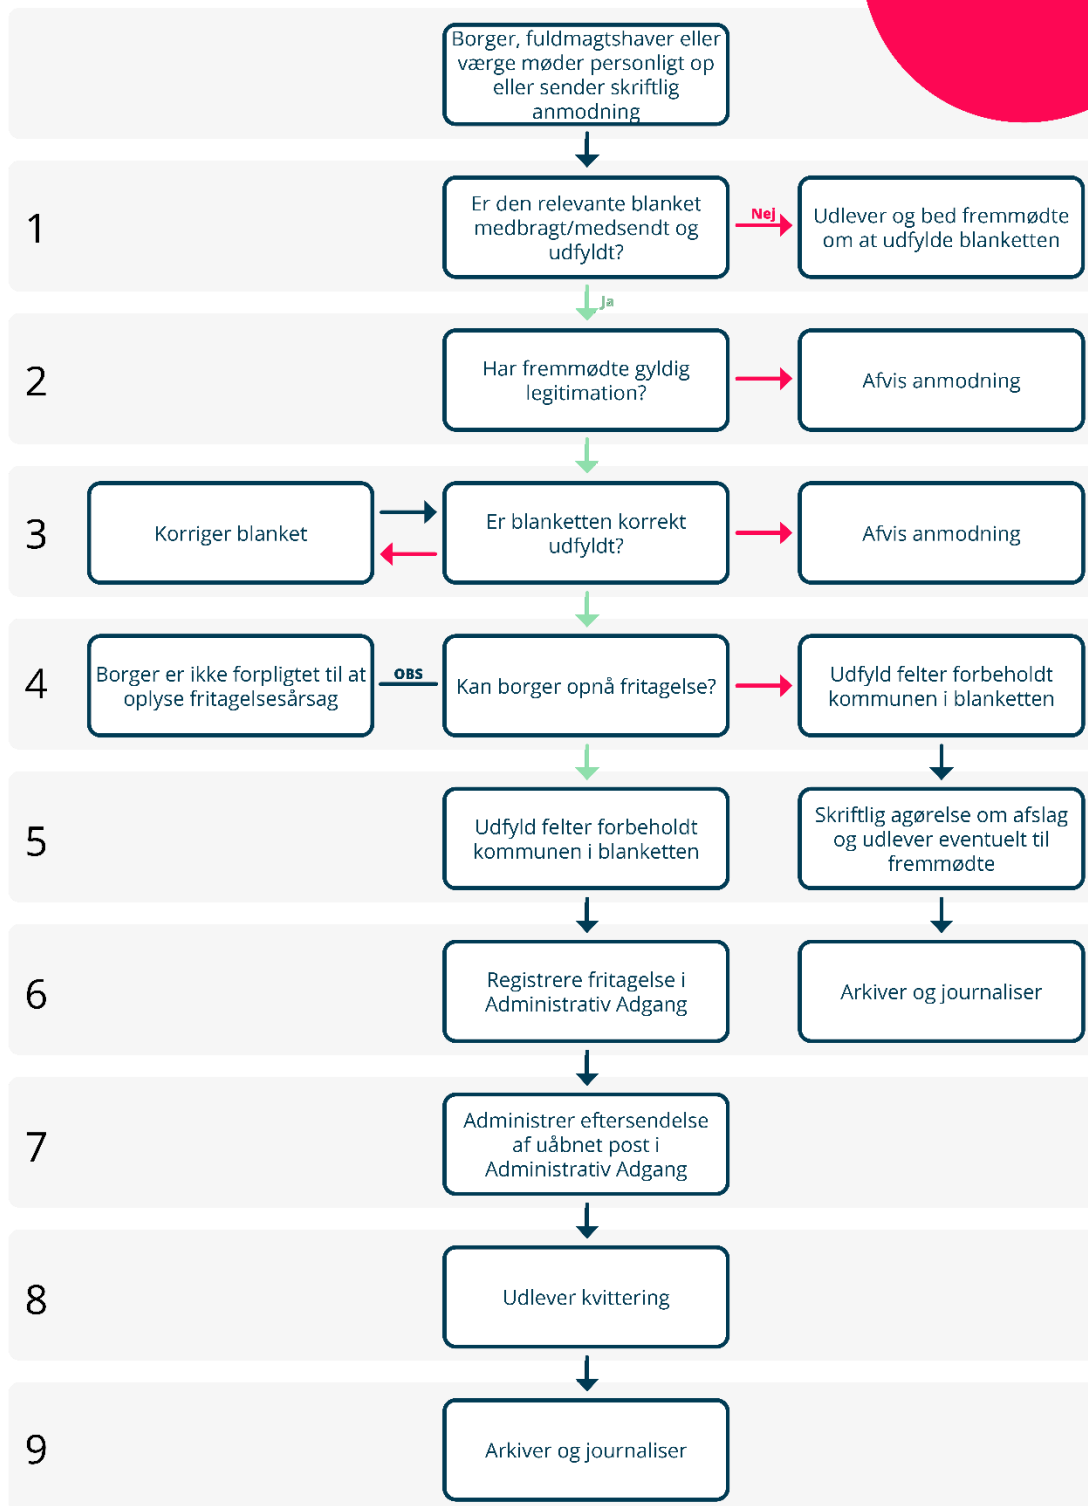 Borger, fuldmagtshaver eller
værge møder personligt op
eller sender skriftlig
anmodning
1
Er den relevante blanket
medbragt/medsendt og
udfyldt?
Nej
Udlever og bed fremmødte
om at udfylde blanketten
Ja
2
Har fremmødte gyldig
legitimation?
Afvis anmodning
3
Korriger blanket
Er blanketten korrekt
udfyldt?
Afvis anmodning
4
Borger er ikke forpligtet til at
oplyse fritagelsesårsag
OBS
Kan borger opnå fritagelse?
Udfyld felter forbeholdt
kommunen i blanketten
5
Udfyld felter forbeholdt
kommunen i blanketten
Skriftlig agørelse om afslag
og udlever eventuelt til
fremmødte
6
Registrere fritagelse i
Administrativ Adgang
Arkiver og journaliser
7
Administrer eftersendelse
af uåbnet post i
Administrativ Adgang
8
Udlever kvittering
9
Arkiver og journaliser